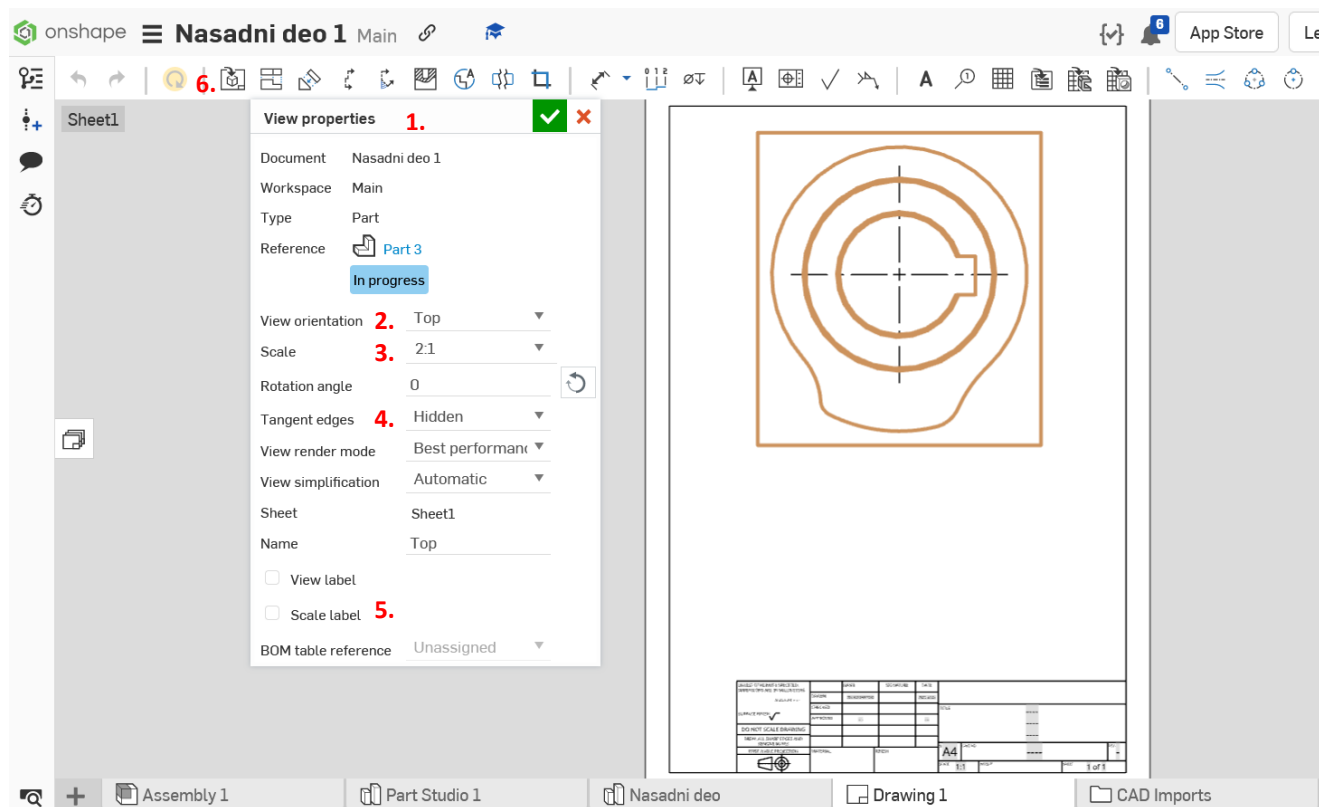 onshape Nasadni deo 1 Main 6 App Store Le
6.
Sheet1
View properties 1.
Document Nasadni deo 1
Workspace Main
Type Part
Reference Part 3
In progress
View orientation 2. Top
Scale 3. 2:1
Rotation angle 0
Tangent edges 4. Hidden
View render mode Best performanc
View simplification Automatic
Sheet Sheet1
Name Top
View label
Scale label 5.
BOM table reference Unassigned
DO NOT SCALE DRAWING
TITLE
A4
1:1
1 of 1
Assembly 1 Part Studio 1 Nasadni deo Drawing 1 CAD Imports